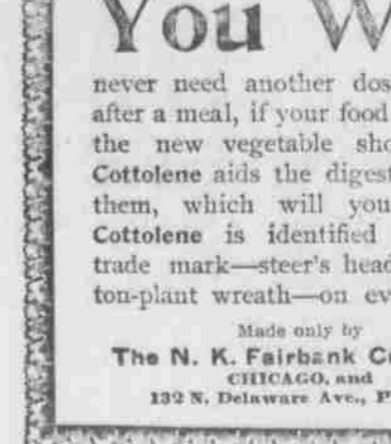 You W
never need another dos
after a meal, if your food
the new vegetable sho
Cottolene aids the digest
them, which will you
Cottolene is identified
trade mark—steer's head
ton-plant wreath—on ev
Made only by
The N. K. Fairbank Co
CHICAGO, and
132 N. Delaware Ave., P